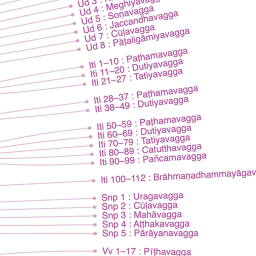 Ud 3 :
Ud 4 : Meghiyavagga
Ud 5 : Soṇavagga
Ud 6 : Jaccandhavagga
Ud 7 : Cūḷavagga
Ud 8 : Pāṭaligāmiyavagga
Iti 1–10 : Paṭhamavagga
Iti 11–20 : Dutiyavagga
Iti 21–27 : Tatiyavagga
Iti 28–37 : Paṭhamavagga
Iti 38–49 : Dutiyavagga
Iti 50–59 : Paṭhamavagga
Iti 60–69 : Dutiyavagga
Iti 70–79 : Tatiyavagga
Iti 80–89 : Catutthavagga
Iti 90–99 : Pañcamavagga
Iti 100–112 : Brāhmaṇadhammayāgav
Snp 1 : Uragavagga
Snp 2 : Cūḷavagga
Snp 3 : Mahāvagga
Snp 4 : Aṭṭhakavagga
Snp 5 : Pārāyanavagga
Vv 1–17 : Pīṭhavagga